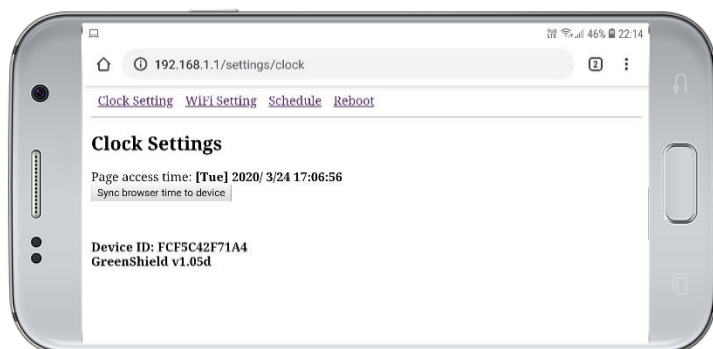 46% 22:14
192.168.1.1/settings/clock
2
Clock Setting WiFi Setting Schedule Reboot
Clock Settings
Page access time: [Tue] 2020/ 3/24 17:06:56
Sync browser time to device
Device ID: FCF5C42F71A4
GreenShield v1.05d